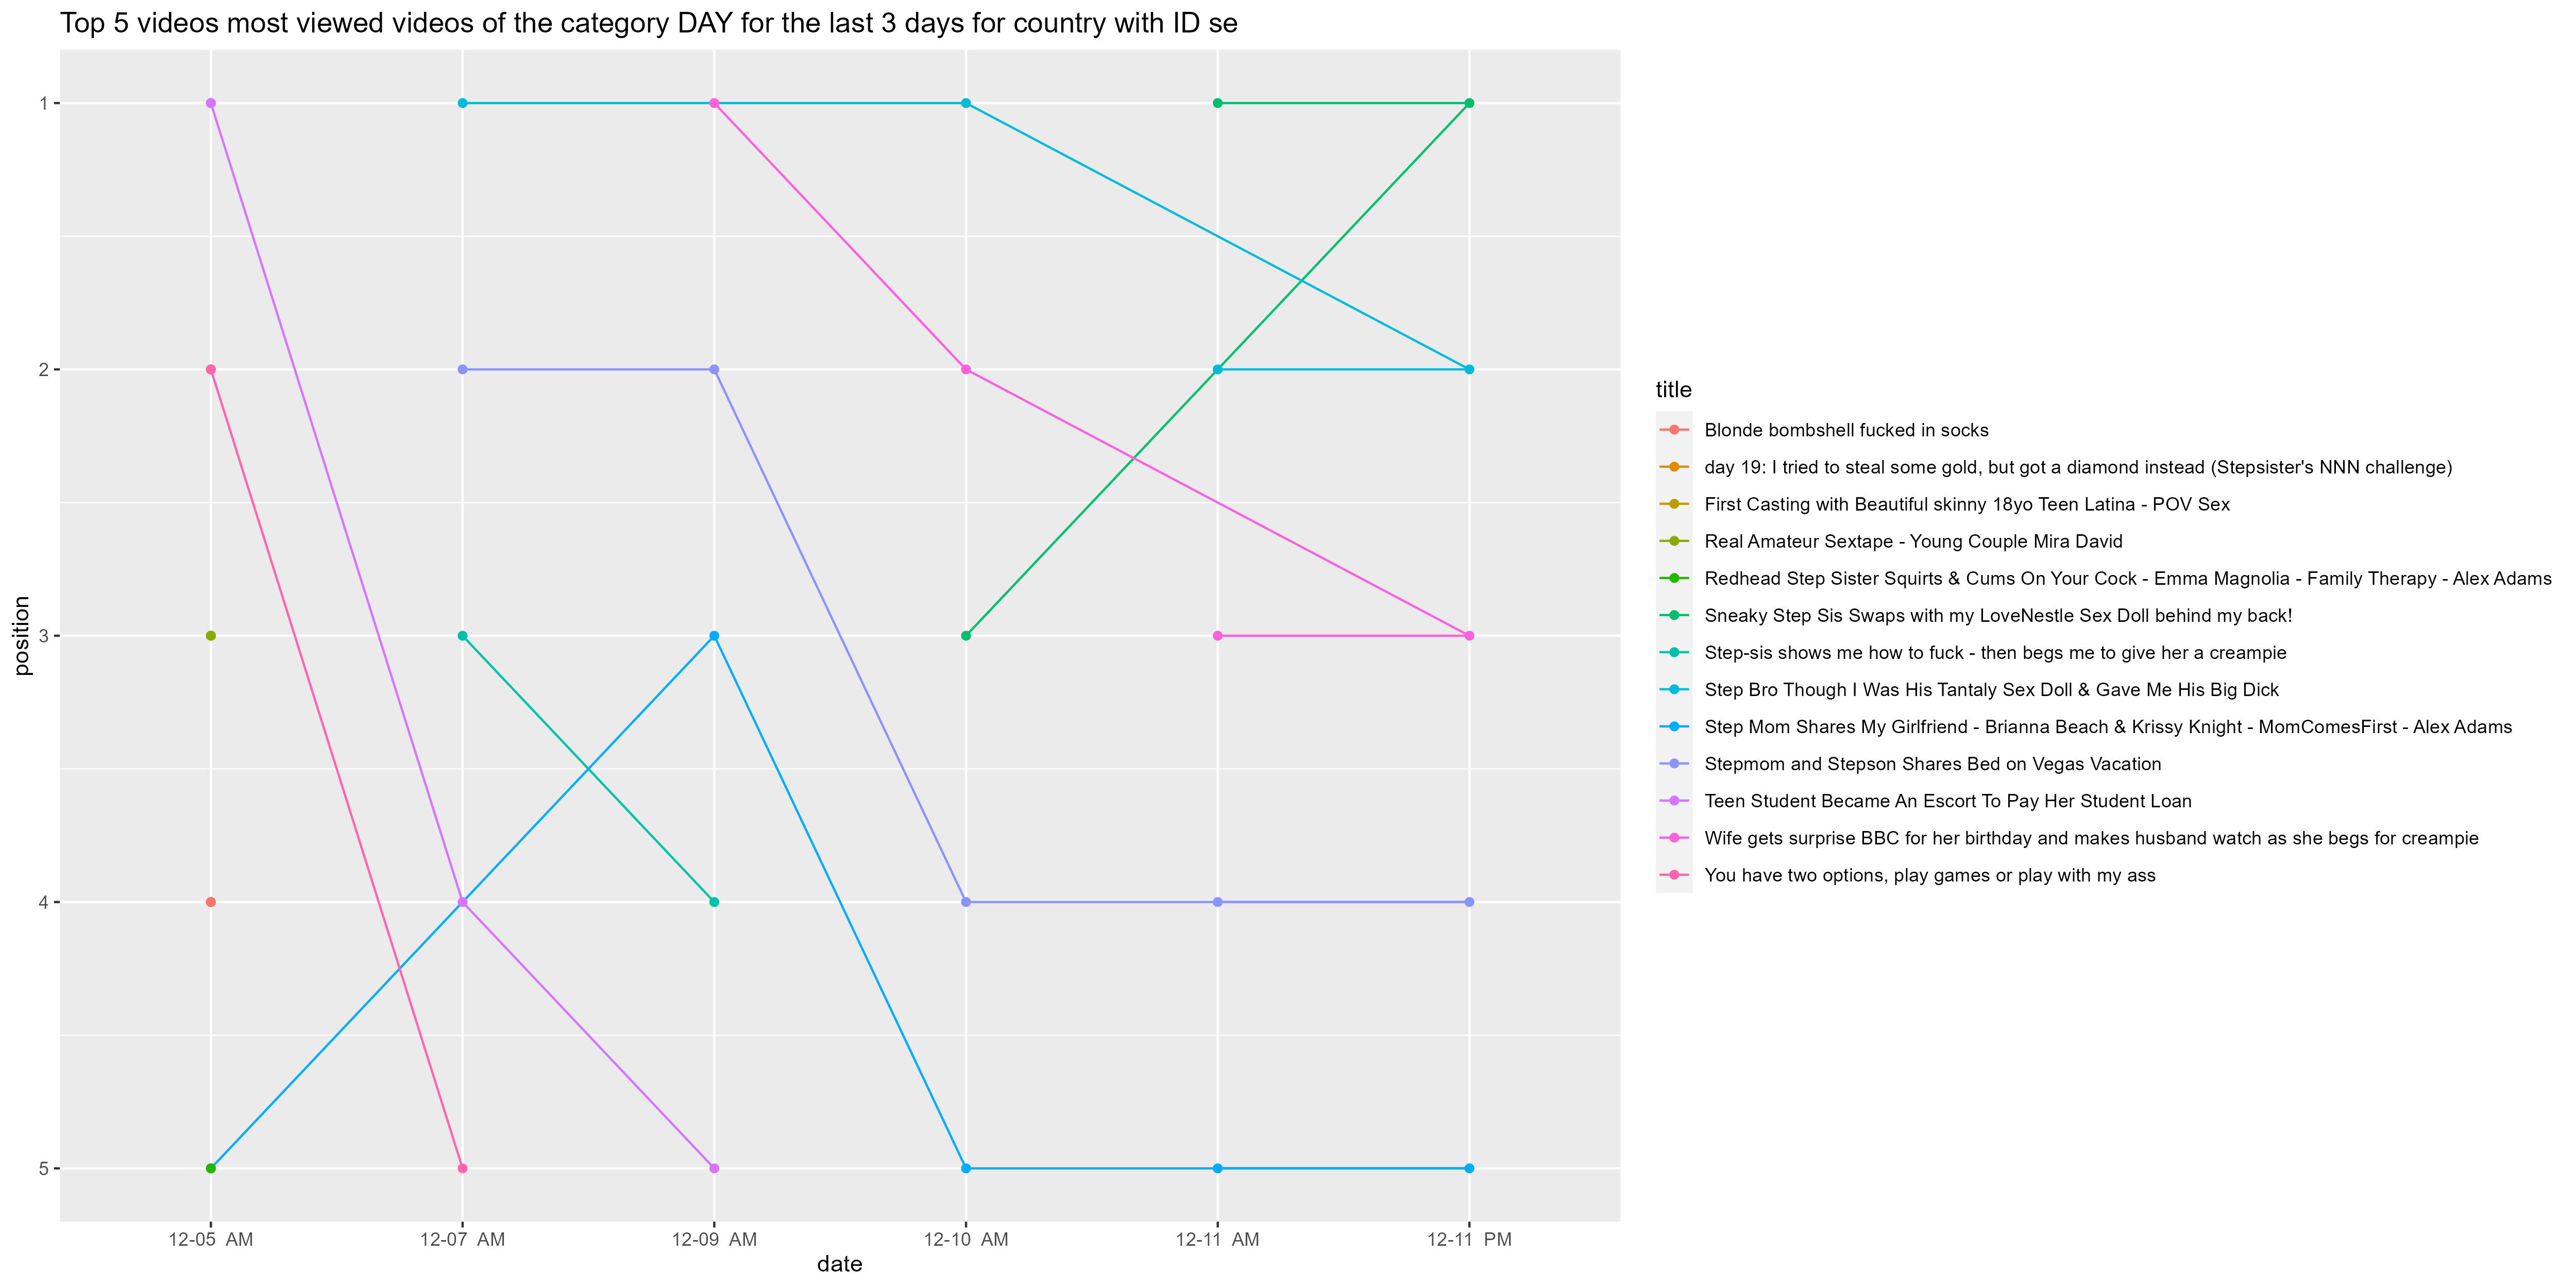 Top 5 videos most viewed videos of the category DAY for the last 3 days for country with ID se
position
1
2
3
4
5
12-05 AM
12-07 AM
12-09 AM
12-10 AM
12-11 AM
12-11 PM
date
title
Blonde bombshell fucked in socks
day 19: I tried to steal some gold, but got a diamond instead (Stepsister's NNN challenge)
First Casting with Beautiful skinny 18yo Teen Latina - POV Sex
Real Amateur Sextape - Young Couple Mira David
Redhead Step Sister Squirts & Cums On Your Cock - Emma Magnolia - Family Therapy - Alex Adams
Sneaky Step Sis Swaps with my LoveNestle Sex Doll behind my back!
Step-sis shows me how to fuck - then begs me to give her a creampie
Step Bro Though I Was His Tantaly Sex Doll & Gave Me His Big Dick
Step Mom Shares My Girlfriend - Brianna Beach & Krissy Knight - MomComesFirst - Alex Adams
Stepmom and Stepson Shares Bed on Vegas Vacation
Teen Student Became An Escort To Pay Her Student Loan
Wife gets surprise BBC for her birthday and makes husband watch as she begs for creampie
You have two options, play games or play with my ass